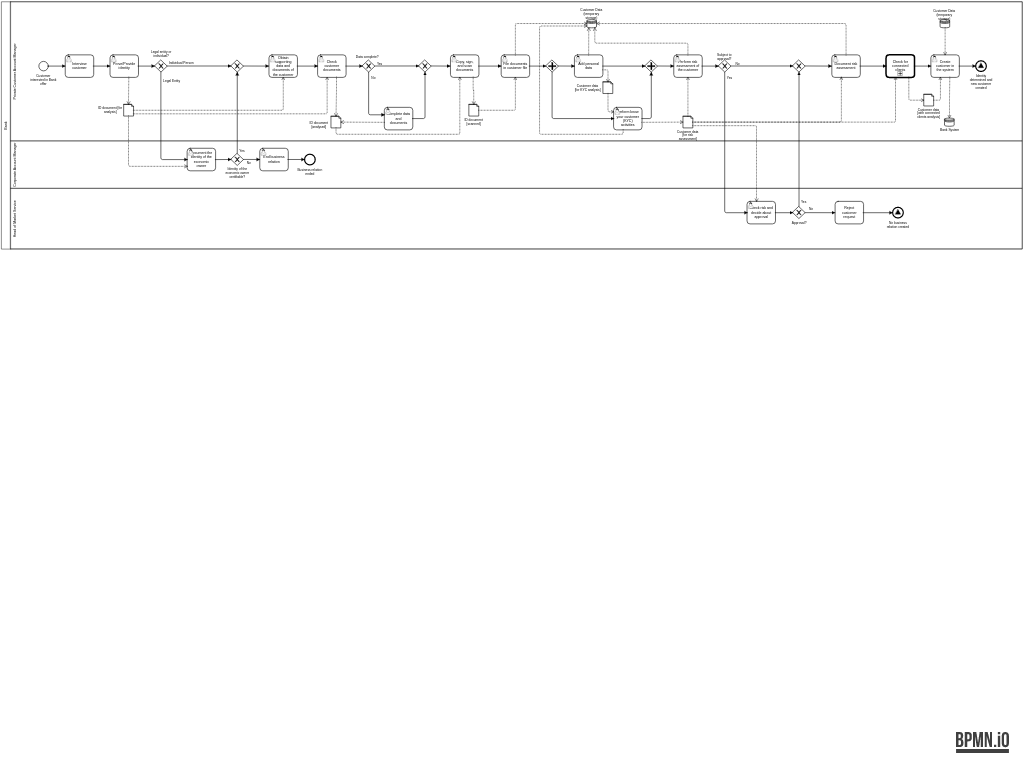 Bank
Private Customer Account Manager
Corporate Account Manager
Head of Market Service
Customer
interested in Bank
offer
Interview
customer
Prove/Provide
identity
Legal entity or
individual?
Individual Person
Legal Entity
ID document [for
analysis]
Obtain
supporting
data and
documents of
the customer
Check
customer
documents
ID document
[analysed]
Data complete?
Yes
No
Complete data
and
documents
Copy, sign,
and scan
documents
ID document
[scanned]
File documents
in customer file
Customer Data
(temporary
Add personal
data
Customer data
[for KYC analysis]
Perform know
your customer
(KYC)
analysis
Perform risk
assessment of
the customer
Customer data
[for risk
assessment]
Subject to
approval?
No
Yes
Document risk
assessment
Check for
connected
clients
Customer data
[with connected
clients analysis]
Customer Data
(temporary
Create
customer in
the system
Bank System
Identity
determined and
new customer
created
Document the
identity of the
economic
owner
Yes
No
Identity of the
economic owner
verifiable?
End business
relation
Business relation
ended
Check risk and
decide about
approval
Yes
No
Approval?
Reject
customer
request
No business
relation created
BPMN.iO